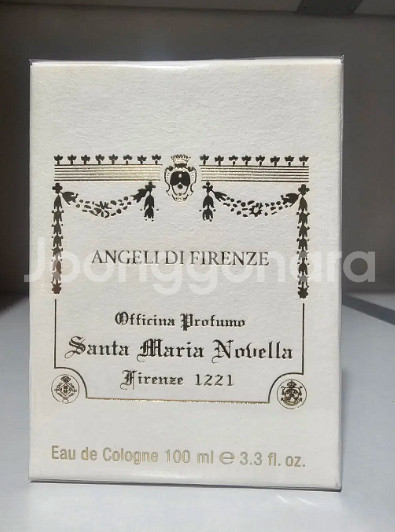 ANGELI DI FIRENZE
Joonggonara
Officina Profumo
Santa Maria Novella
Firenze 1221
Eau de Cologne 100 ml e 3.3 fl. oz.